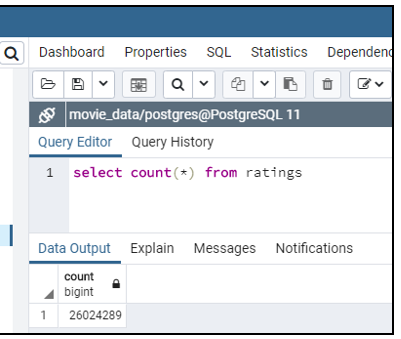 Dashboard Properties SQL Statistics Dependenc
movie_data/postgres@PostgreSQL 11
Query Editor Query History
1 select count(*) from ratings
Data Output Explain Messages Notifications
count
bigint
1 26024289